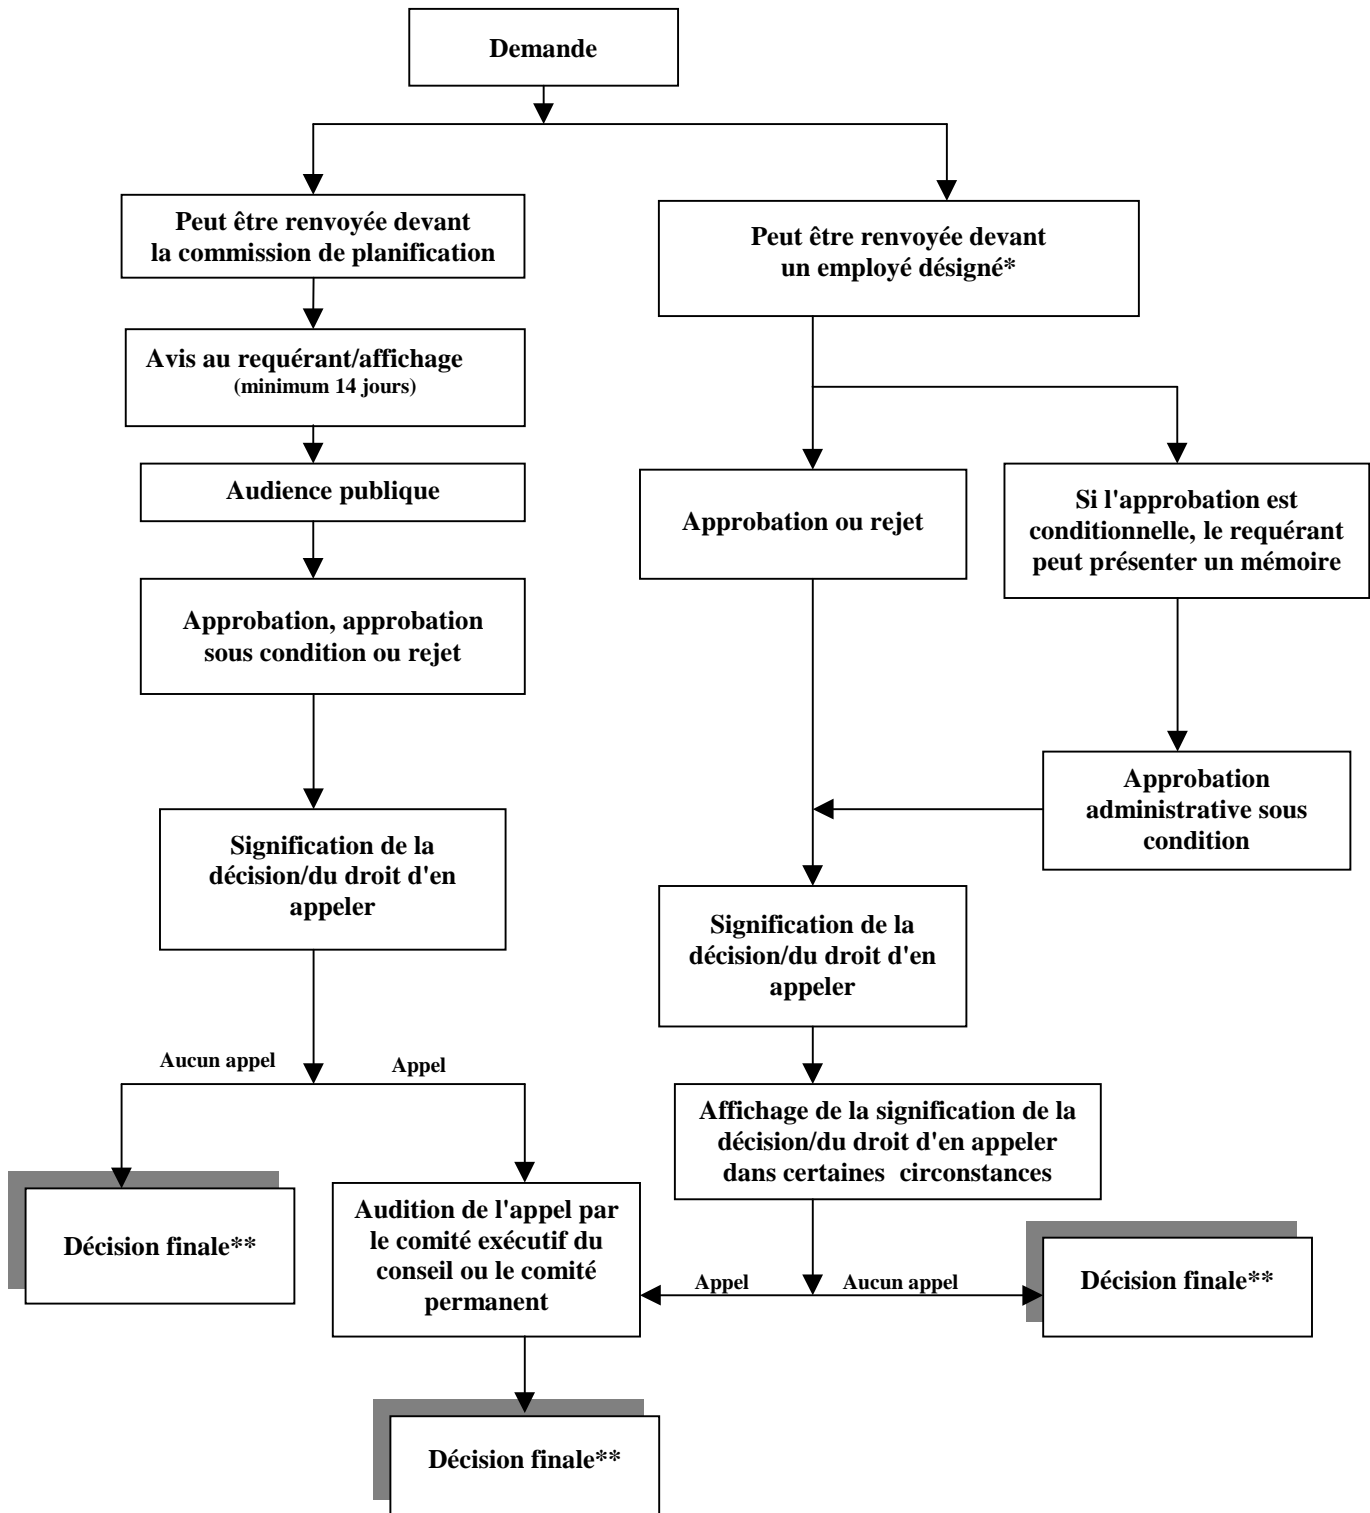 Demande
Peut être renvoyée devant
la commission de planification
Peut être renvoyée devant
un employé désigné*
Avis au requérant/affichage
(minimum 14 jours)
Audience publique
Approbation ou rejet
Si l'approbation est
conditionnelle, le requérant
peut présenter un mémoire
Approbation, approbation
sous condition ou rejet
Approbation
administrative sous
condition
Signification de la
décision/du droit d'en
appeler
Signification de la
décision/du droit d'en
appeler
Aucun appel
Appel
Affichage de la signification de la
décision/du droit d'en appeler
dans certaines circonstances
Décision finale**
Audition de l'appel par
le comité exécutif du
conseil ou le comité
permanent
Appel
Aucun appel
Décision finale**
Décision finale**